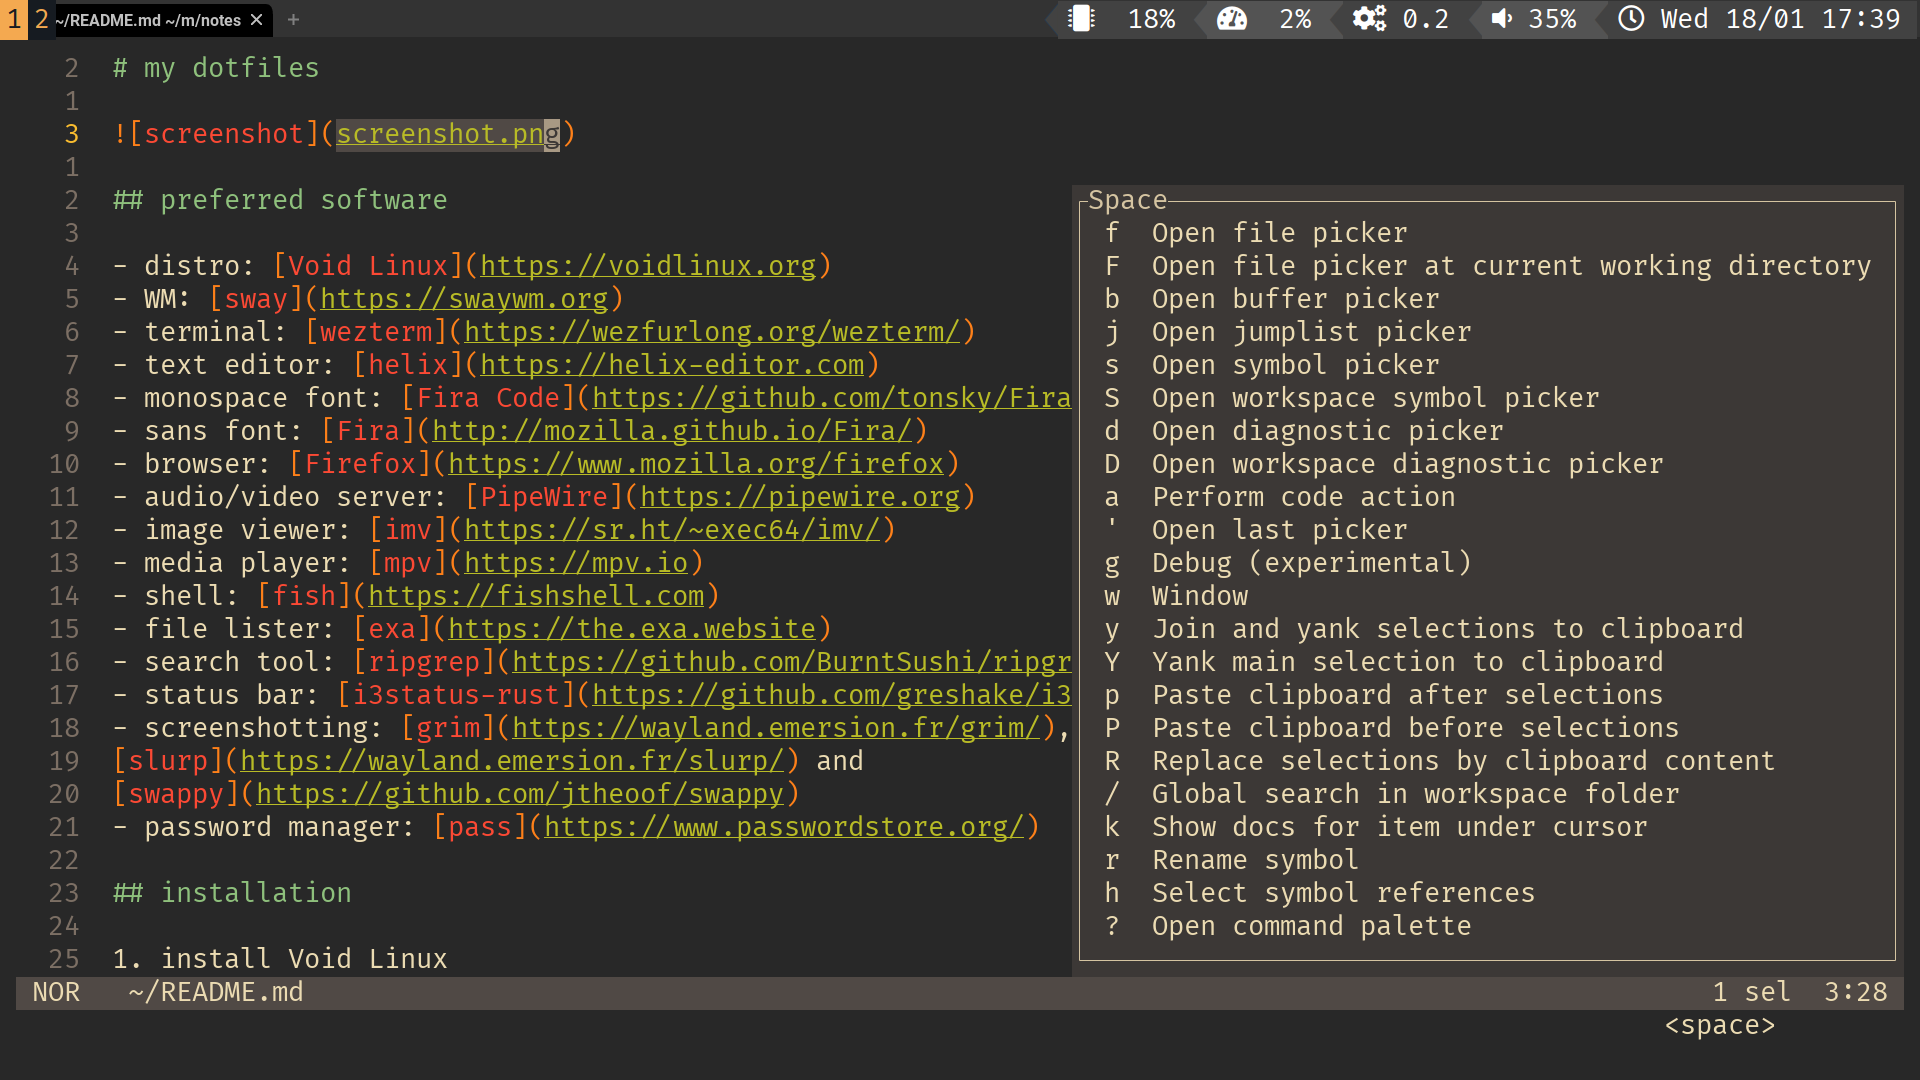 1 2 ~/README.md ~/m/notes × + 18% 2% 0.2 35% Wed 18/01 17:39
2 # my dotfiles
1
3 ![screenshot](screenshot.png)
1
2 ## preferred software
3
4 - distro: [Void Linux](https://voidlinux.org)
5 - WM: [sway](https://swaywm.org)
6 - terminal: [wezterm](https://wezfurlong.org/wezterm/)
7 - text editor: [helix](https://helix-editor.com)
8 - monospace font: [Fira Code](https://github.com/tonsky/Fira
9 - sans font: [Fira](http://mozilla.github.io/Fira/)
10 - browser: [Firefox](https://www.mozilla.org/firefox)
11 - audio/video server: [PipeWire](https://pipewire.org)
12 - image viewer: [imv](https://sr.ht/~exec64/imv/)
13 - media player: [mpv](https://mpv.io)
14 - shell: [fish](https://fishshell.com)
15 - file lister: [exa](https://the.exa.website)
16 - search tool: [ripgrep](https://github.com/BurntSushi/ripgr
17 - status bar: [i3status-rust](https://github.com/greshake/i3
18 - screenshotting: [grim](https://wayland.emersion.fr/grim/),
19 [slurp](https://wayland.emersion.fr/slurp/) and
20 [swappy](https://github.com/jtheoof/swappy)
21 - password manager: [pass](https://www.passwordstore.org/)
22
23 ## installation
24
25 1. install Void Linux
Space
f Open file picker
F Open file picker at current working directory
b Open buffer picker
j Open jumplist picker
s Open symbol picker
S Open workspace symbol picker
d Open diagnostic picker
D Open workspace diagnostic picker
a Perform code action
' Open last picker
g Debug (experimental)
w Window
y Join and yank selections to clipboard
Y Yank main selection to clipboard
p Paste clipboard after selections
P Paste clipboard before selections
R Replace selections by clipboard content
/ Global search in workspace folder
k Show docs for item under cursor
r Rename symbol
h Select symbol references
? Open command palette
NOR ~/README.md 1 sel 3:28
<space>